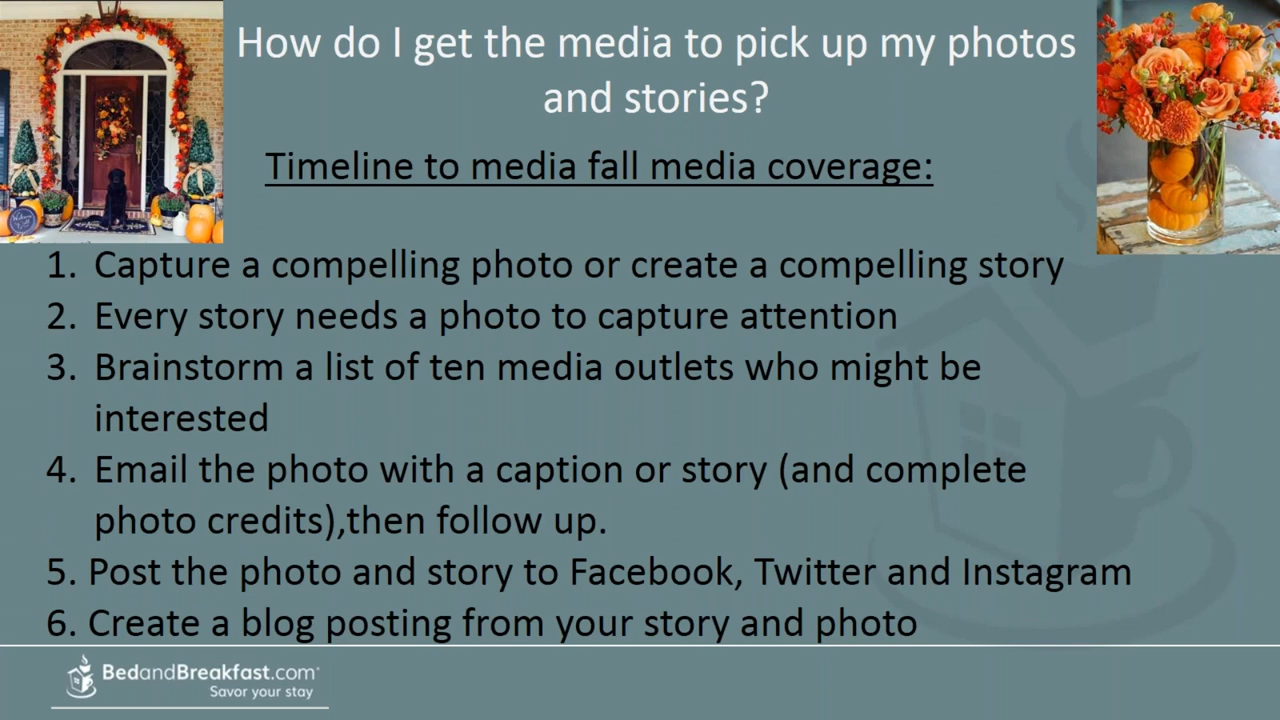 How do I get the media to pick up my photos
and stories?
Timeline to media fall media coverage:
1. Capture a compelling photo or create a compelling story
2. Every story needs a photo to capture attention
3. Brainstorm a list of ten media outlets who might be
interested
4. Email the photo with a caption or story (and complete
photo credits),then follow up.
5. Post the photo and story to Facebook, Twitter and Instagram
6. Create a blog posting from your story and photo
BedandBreakfast.com
Savor your stay